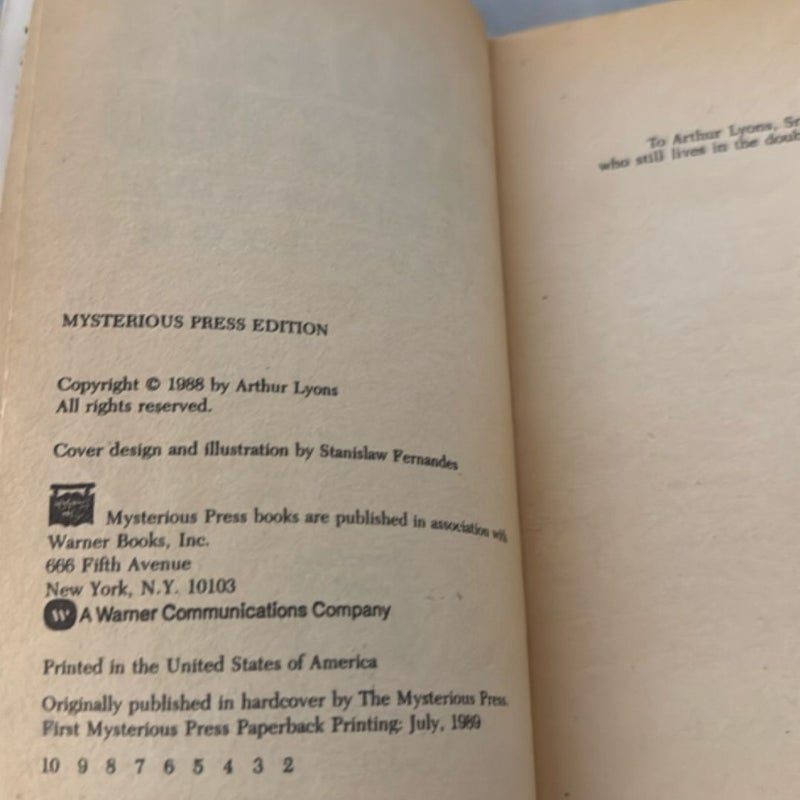 MYSTERIOUS PRESS EDITION
Copyright © 1988 by Arthur Lyons
All rights reserved.
Cover design and illustration by Stanislaw Fernandes
Mysterious Press books are published in association with
Warner Books, Inc.
666 Fifth Avenue
New York, N.Y. 10103
W A Warner Communications Company
Printed in the United States of America
Originally published in hardcover by The Mysterious Press.
First Mysterious Press Paperback Printing: July, 1989
10 9 8 7 6 5 4 3 2
To Arthur Lyons, Sr
who still lives in the doub